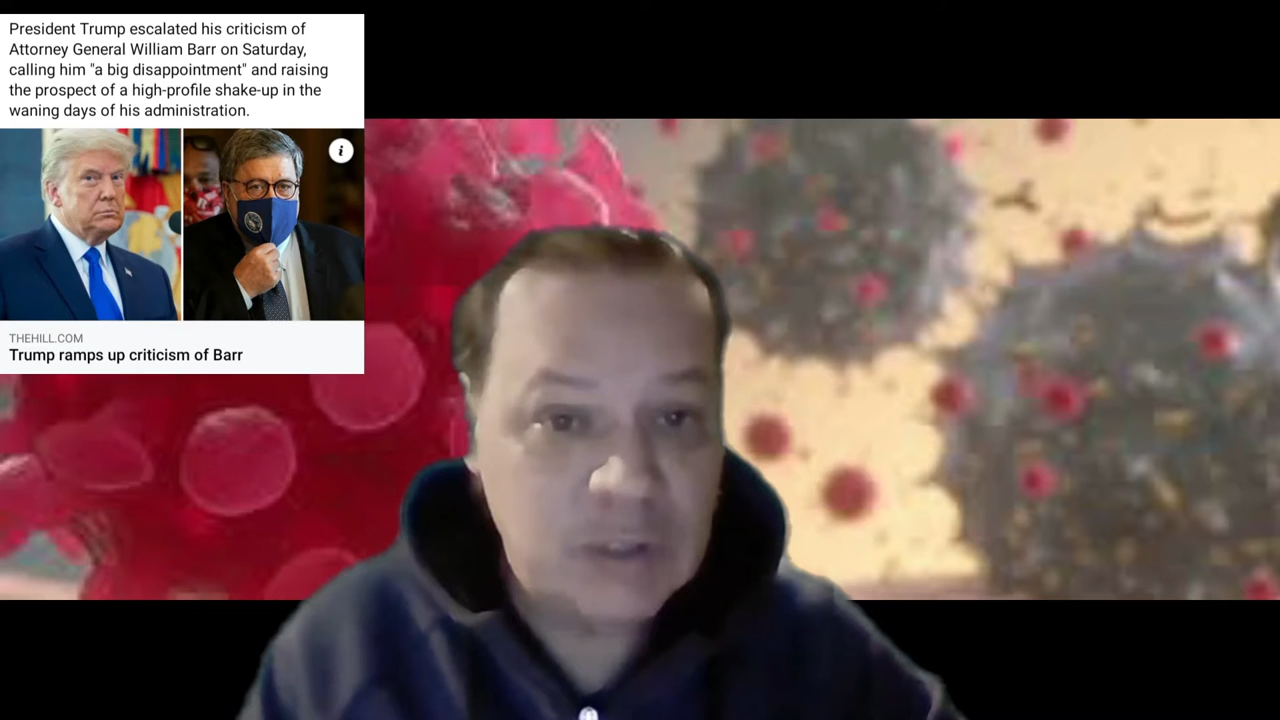 President Trump escalated his criticism of
Attorney General William Barr on Saturday,
calling him "a big disappointment" and raising
the prospect of a high-profile shake-up in the
waning days of his administration.
i
THEHILL.COM
Trump ramps up criticism of Barr